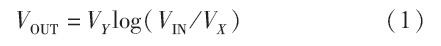 V_OUT = V_Y log(V_IN/V_X) (1)